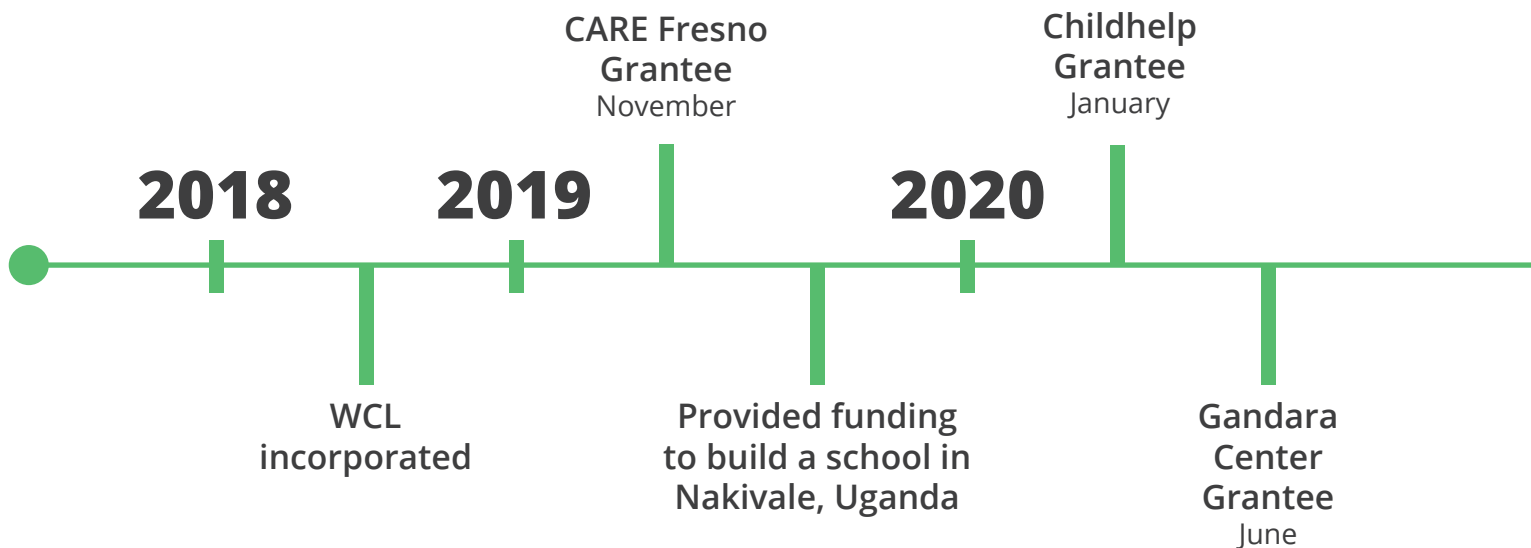 2018
WCL
incorporated
2019
CARE Fresno
Grantee
November
Provided funding
to build a school in
Nakivale, Uganda
2020
Childhelp
Grantee
January
Gandara
Center
Grantee
June